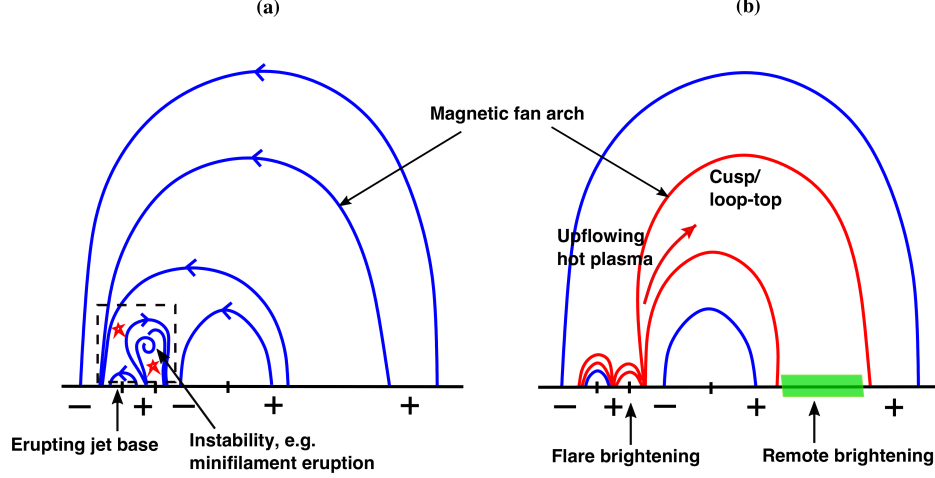 (a)
(b)
Magnetic fan arch
Cusp/
loop-top
Upflowing
hot plasma
− + − + +
− + − + +
Erupting jet base
Instability, e.g.
minifilament eruption
Flare brightening
Remote brightening